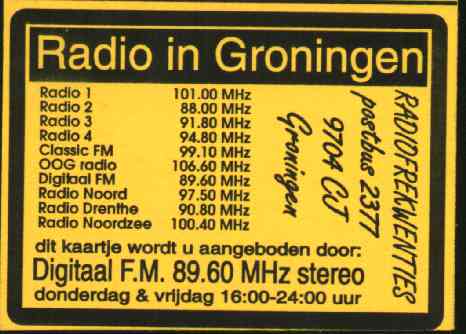 Radio in Groningen
Radio 1 101.00 MHz
Radio 2 88.00 MHz
Radio 3 91.80 MHz
Radio 4 94.80 MHz
Classic FM 99.10 MHz
OOG radio 106.60 MHz
Digitaal FM 89.60 MHz
Radio Noord 97.50 MHz
Radio Drenthe 90.80 MHz
Radio Noordzee 100.40 MHz
RADIOFREKWENTIES
postbus 2377
9704 CJ
Groningen
dit kaartje wordt u aangeboden door:
Digitaal F.M. 89.60 MHz stereo
donderdag & vrijdag 16:00-24:00 uur